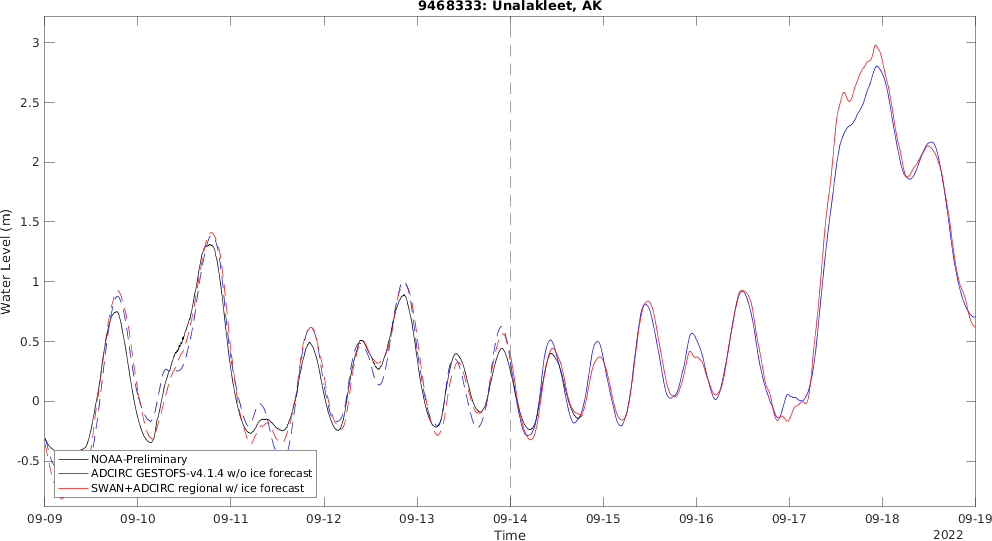 9468333: Unalakleet, AK
3
2.5
2
1.5
1
0.5
0
-0.5
Water Level (m)
NOAA-Preliminary
ADCIRC GESTOFS-v4.1.4 w/o ice forecast
SWAN+ADCIRC regional w/ ice forecast
09-09 09-10 09-11 09-12 09-13 09-14 09-15 09-16 09-17 09-18 09-19
Time
2022